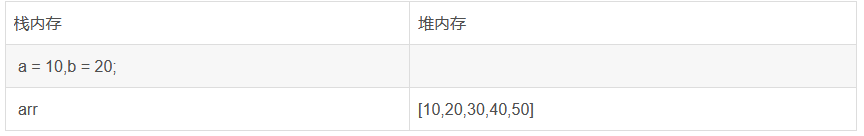 栈内存 堆内存
a = 10,b = 20;
arr [10,20,30,40,50]